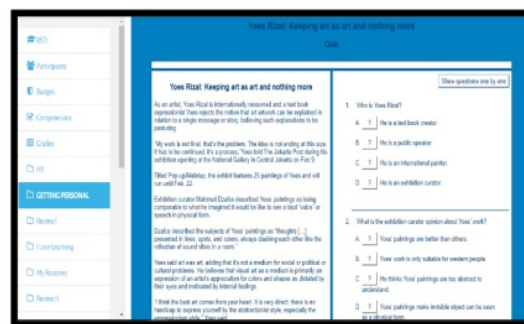 Yoes Rizal: Keeping art as art and nothing more
Quiz
BSTI
Participants
Badges
Competencies
Grades
GETTING PERSONAL
Review1
I Love learning
My Routines
Review1
Yoes Rizal: Keeping art as art and nothing more
As an artist, Yoes Rizal is internationally renowned and a text book
expressionist Yoes rejects the notion that art artwork can be explained in
relation to a single message or story, believing such explanations to be
pasturing.
"My work is not final, that's the problem. The idea is not ending at this size.
It has to be continued, it's a process," Yoes told The Jakarta Post during his
exhibition opening at the National Gallery in Central Jakarta on Feb 9.
Titled Pop-up/Makeup, the exhibit features 25 paintings of Yoes and will
run until Feb. 22.
Exhibition curator Mahmud Dzafox described Yoes' paintings as being
comparable to what he imagined it would be like to see a loud "voice" or
speech in physical form.
described the subjects of Yoes' paintings as "thoughts [...]
presented in lines, spots, and colors, always dashing each other like the
reflection of sound vibes in a room."
Yoes said art was art, adding that it's not a medium for social or political or
cultural problems. He believes that visual art as a medium is primarily an
expression of an artist's appreciation for colors and shapes as dictated by
their eyes and motivated by internal feelings.
"I think the best art comes from your heart. It is very direct; there is no
handicap to express yourself by the abstractionist style, especially the
expressionism style," Yoes said.
Show questions one by one
1. Who is Yoes Rizal?
A. ? He is a text book creator.
B. ? He is a public speaker.
C. ? He is an international painter.
D. ? He is an exhibition curator.
2. What is the exhibition curator opinion about Yoes' work?
A. ? Yoes' paintings are better than others.
B. ? Yoes' work is only suitable for western people.
C. ? He thinks Yoes' paintings are too abstract to
understand.
D. ? Yoes' paintings make invisible object can be seen
as a physical form.